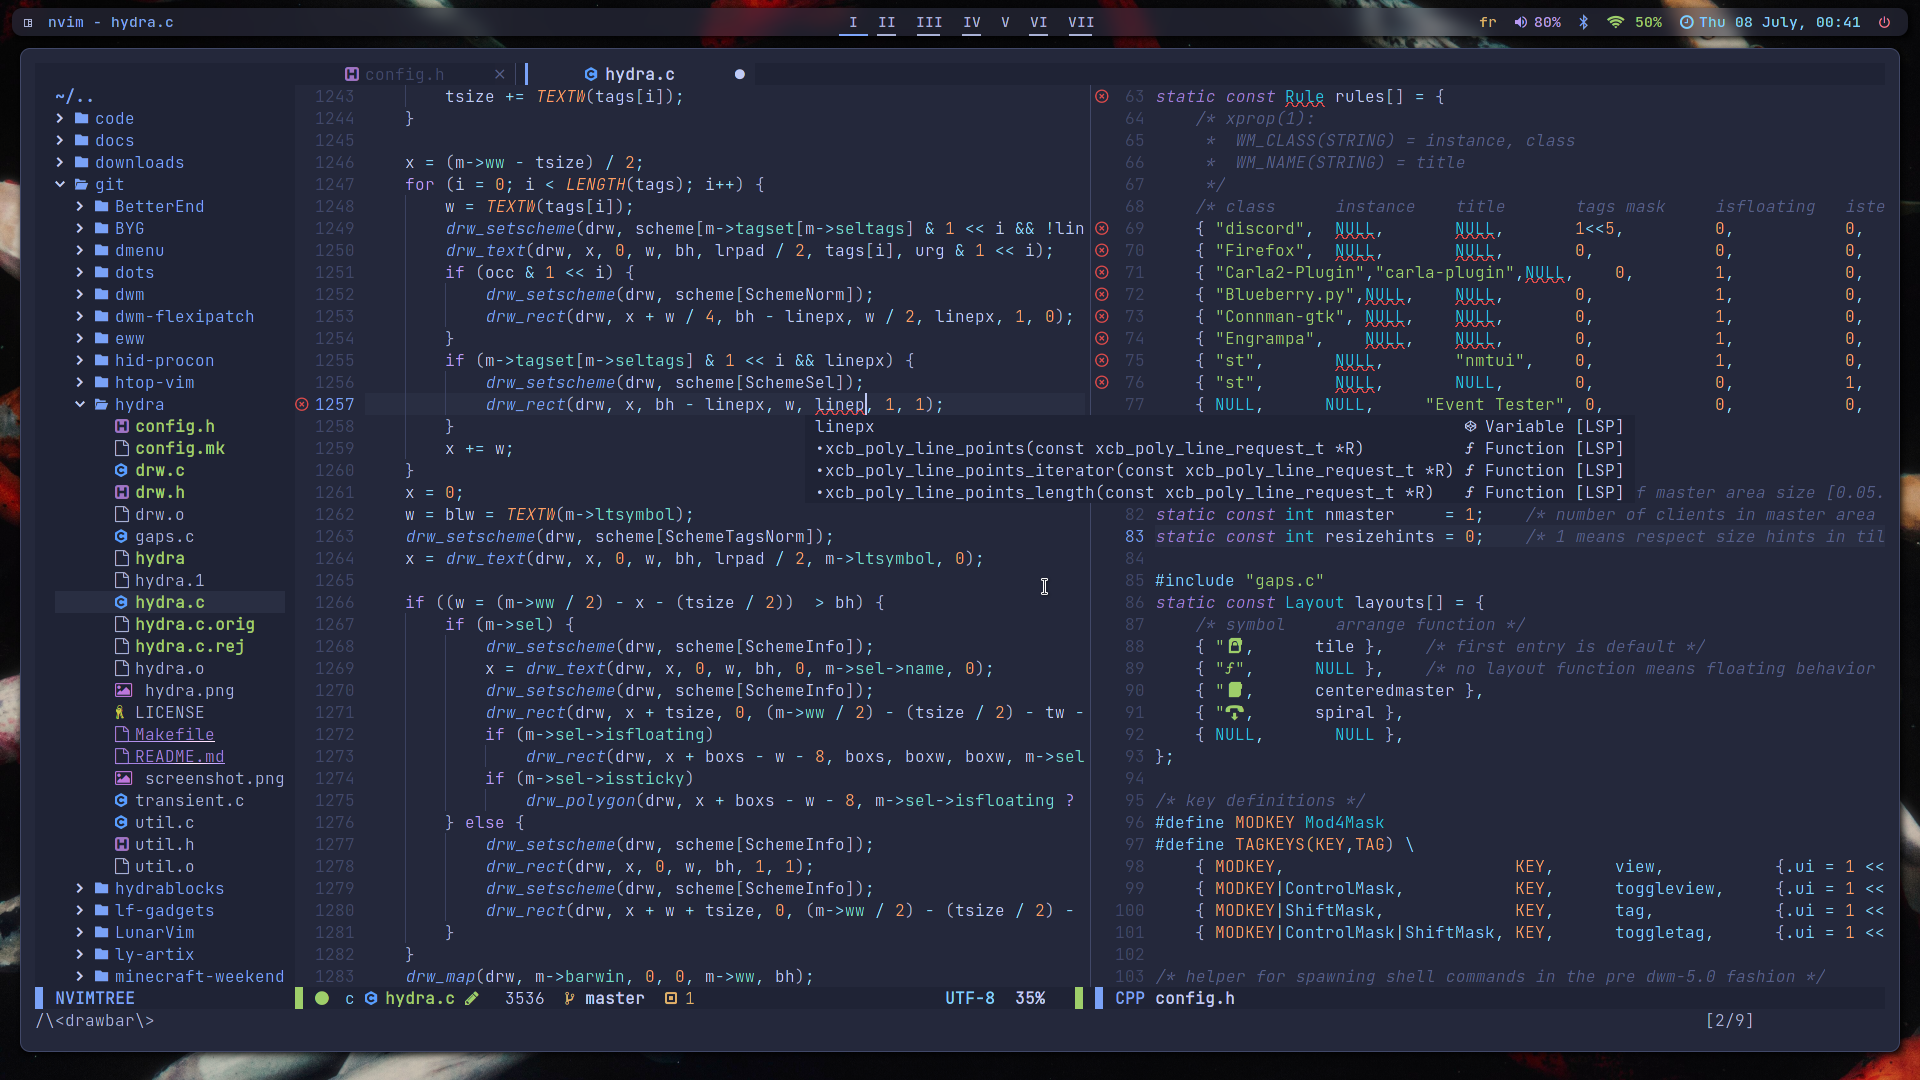 nvim - hydra.c
I II III IV V VI VII
fr 80% 50% Thu 08 July, 00:41
config.h × hydra.c
~/..
code
docs
downloads
git
BetterEnd
BYG
dmenu
dots
dwm
dwm-flexipatch
eww
hid-procon
htop-vim
hydra
config.h
config.mk
drw.c
drw.h
drw.o
gaps.c
hydra
hydra.1
hydra.c
hydra.c.orig
hydra.c.rej
hydra.o
hydra.png
LICENSE
Makefile
README.md
screenshot.png
transient.c
util.c
util.h
util.o
hydrablocks
lf-gadgets
LunarVim
ly-artix
minecraft-weekend
1243 tsize += TEXTW(tags[i]);
1244 }
1245
1246 x = (m->ww - tsize) / 2;
1247 for (i = 0; i < LENGTH(tags); i++) {
1248 w = TEXTW(tags[i]);
1249 drw_setscheme(drw, scheme[m->tagset[m->seltags] & 1 << i && !lin
1250 drw_text(drw, x, 0, w, bh, lrpad / 2, tags[i], urg & 1 << i);
1251 if (occ & 1 << i) {
1252 drw_setscheme(drw, scheme[SchemeNorm]);
1253 drw_rect(drw, x + w / 4, bh - linepx, w / 2, linepx, 1, 0);
1254 }
1255 if (m->tagset[m->seltags] & 1 << i && linepx) {
1256 drw_setscheme(drw, scheme[SchemeSel]);
1257 drw_rect(drw, x, bh - linepx, w, linep, 1, 1);
1258 }
1259 x += w;
1260 }
1261 x = 0;
1262 w = blw = TEXTW(m->ltsymbol);
1263 drw_setscheme(drw, scheme[SchemeTagsNorm]);
1264 x = drw_text(drw, x, 0, w, bh, lrpad / 2, m->ltsymbol, 0);
1265
1266 if ((w = (m->ww / 2) - x - (tsize / 2)) > bh) {
1267 if (m->sel) {
1268 drw_setscheme(drw, scheme[SchemeInfo]);
1269 x = drw_text(drw, x, 0, w, bh, 0, m->sel->name, 0);
1270 drw_setscheme(drw, scheme[SchemeInfo]);
1271 drw_rect(drw, x + tsize, 0, (m->ww / 2) - (tsize / 2) - tw -
1272 if (m->sel->isfloating)
1273 drw_rect(drw, x + boxs - w - 8, boxs, boxw, boxw, m->sel
1274 if (m->sel->issticky)
1275 drw_polygon(drw, x + boxs - w - 8, m->sel->isfloating ?
1276 } else {
1277 drw_setscheme(drw, scheme[SchemeInfo]);
1278 drw_rect(drw, x, 0, w, bh, 1, 1);
1279 drw_setscheme(drw, scheme[SchemeInfo]);
1280 drw_rect(drw, x + w + tsize, 0, (m->ww / 2) - (tsize / 2) -
1281 }
1282 }
1283 drw_map(drw, m->barwin, 0, 0, m->ww, bh);
linepx Variable [LSP]
•xcb_poly_line_points(const xcb_poly_line_request_t *R) f Function [LSP]
•xcb_poly_line_points_iterator(const xcb_poly_line_request_t *R) f Function [LSP]
•xcb_poly_line_points_length(const xcb_poly_line_request_t *R) f Function [LSP]
63 static const Rule rules[] = {
64 /* xprop(1):
65 * WM_CLASS(STRING) = instance, class
66 * WM_NAME(STRING) = title
67 */
68 /* class instance title tags mask isfloating iste
69 { "discord", NULL, NULL, 1<<5, 0, 0,
70 { "Firefox", NULL, NULL, 0, 0, 0,
71 { "Carla2-Plugin","carla-plugin",NULL, 0, 1, 0,
72 { "Blueberry.py",NULL, NULL, 0, 1, 0,
73 { "Connman-gtk", NULL, NULL, 0, 1, 0,
74 { "Engrampa", NULL, NULL, 0, 1, 0,
75 { "st", NULL, "nmtui", 0, 1, 0,
76 { "st", NULL, NULL, 0, 0, 1,
77 { NULL, NULL, "Event Tester", 0, 0, 0,
f master area size [0.05.
82 static const int nmaster = 1; /* number of clients in master area
83 static const int resizehints = 0; /* 1 means respect size hints in til
84
85 #include "gaps.c"
86 static const Layout layouts[] = {
87 /* symbol arrange function */
88 { ", tile }, /* first entry is default */
89 { "f", NULL }, /* no layout function means floating behavior
90 { ", centeredmaster },
91 { ", spiral },
92 { NULL, NULL },
93 };
94
95 /* key definitions */
96 #define MODKEY Mod4Mask
97 #define TAGKEYS(KEY,TAG) \
98 { MODKEY, KEY, view, {.ui = 1 <<
99 { MODKEY|ControlMask, KEY, toggleview, {.ui = 1 <<
100 { MODKEY|ShiftMask, KEY, tag, {.ui = 1 <<
101 { MODKEY|ControlMask|ShiftMask, KEY, toggletag, {.ui = 1 <<
102
103 /* helper for spawning shell commands in the pre dwm-5.0 fashion */
NVIMTREE c hydra.c 3536 master 1 UTF-8 35% CPP config.h
/\<drawbar\> [2/9]